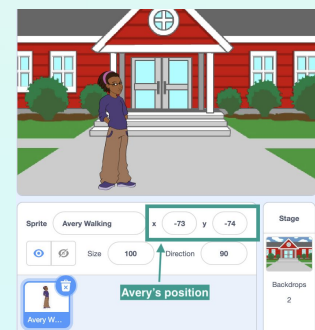 Sprite Avery Walking x -73 y -74
Size 100 Direction 90
Avery's position
Avery W...
Stage
Backdrops
2